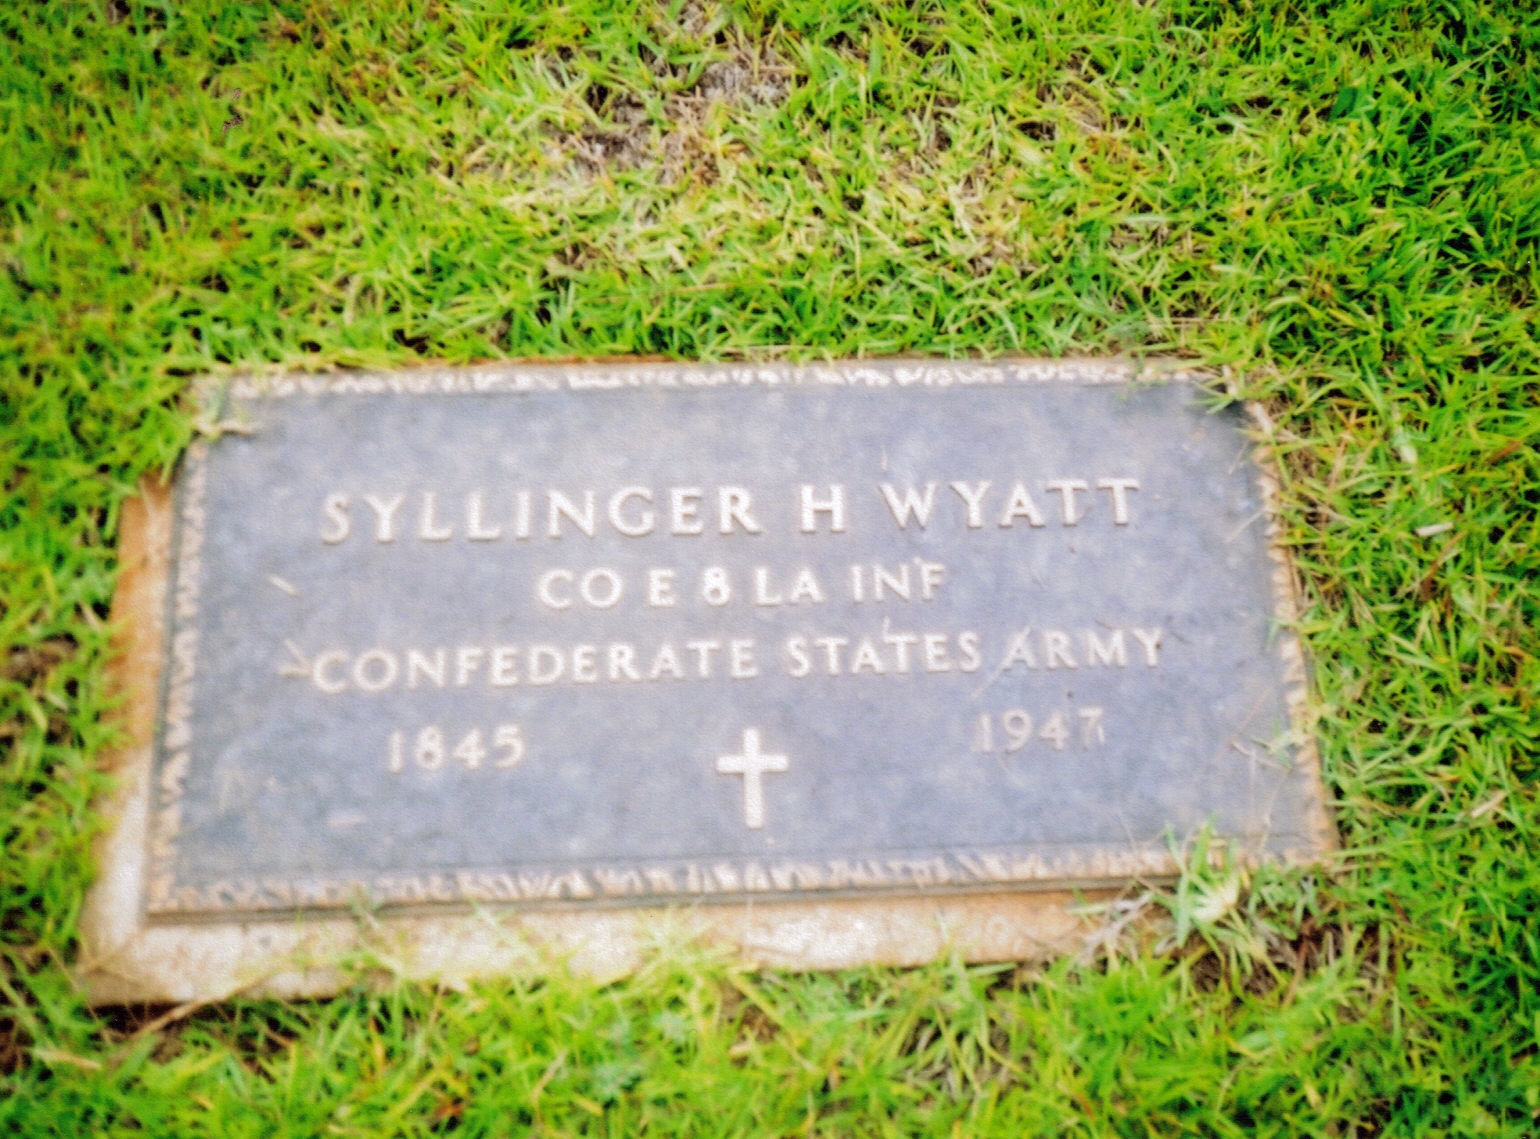 SYLLINGER H WYATT
CO E 8 LA INF
CONFEDERATE STATES ARMY
1845 1947